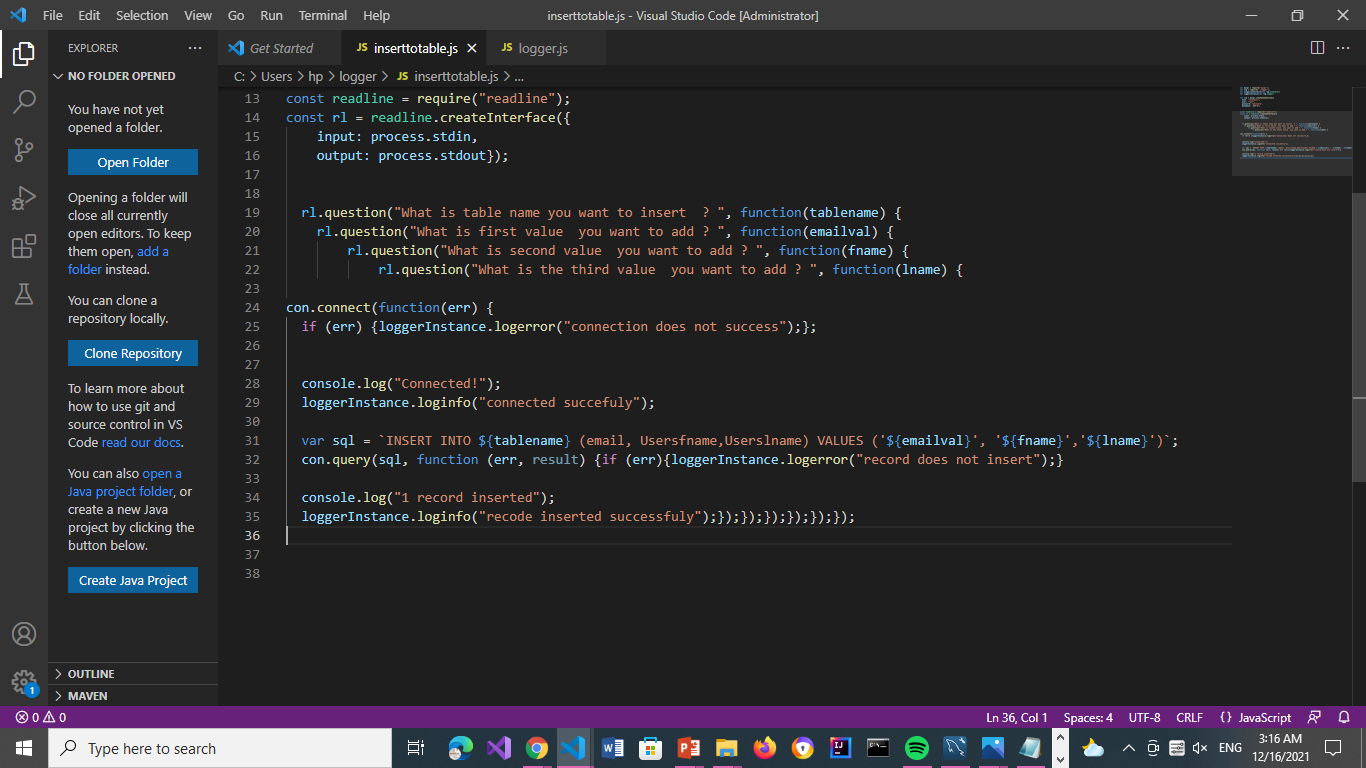 File Edit Selection View Go Run Terminal Help
inserttotable.js - Visual Studio Code [Administrator]
EXPLORER
NO FOLDER OPENED
You have not yet
opened a folder.
Open Folder
Opening a folder will
close all currently
open editors. To keep
them open, add a
folder instead.
You can clone a
repository locally.
Clone Repository
To learn more about
how to use git and
source control in VS
Code read our docs.
You can also open a
Java project folder, or
create a new Java
project by clicking the
button below.
Create Java Project
OUTLINE
MAVEN
Get Started
JS inserttotable.js
JS logger.js
C: > Users > hp > logger > JS inserttotable.js > ...
13 const readline = require("readline");
14 const rl = readline.createInterface({
15 input: process.stdin,
16 output: process.stdout});
17
18
19 rl.question("What is table name you want to insert  ? ", function(tablename) {
20 rl.question("What is first value  you want to add ? ", function(emailval) {
21 rl.question("What is second value  you want to add ? ", function(fname) {
22 rl.question("What is the third value  you want to add ? ", function(lname) {
23
24 con.connect(function(err) {
25 if (err) {loggerInstance.logerror("connection does not success");};
26
27
28 console.log("Connected!");
29 loggerInstance.loginfo("connected succefuly");
30
31 var sql = `INSERT INTO ${tablename} (email, Usersfname,Userslname) VALUES ('${emailval}', '${fname}','${lname}')`;
32 con.query(sql, function (err, result) {if (err){loggerInstance.logerror("record does not insert");}
33
34 console.log("1 record inserted");
35 loggerInstance.loginfo("recode inserted successfuly");});});});});});});
36
37
38
1
0 0
Ln 36, Col 1 Spaces: 4 UTF-8 CRLF {} JavaScript
Type here to search
ENG
3:16 AM
12/16/2021